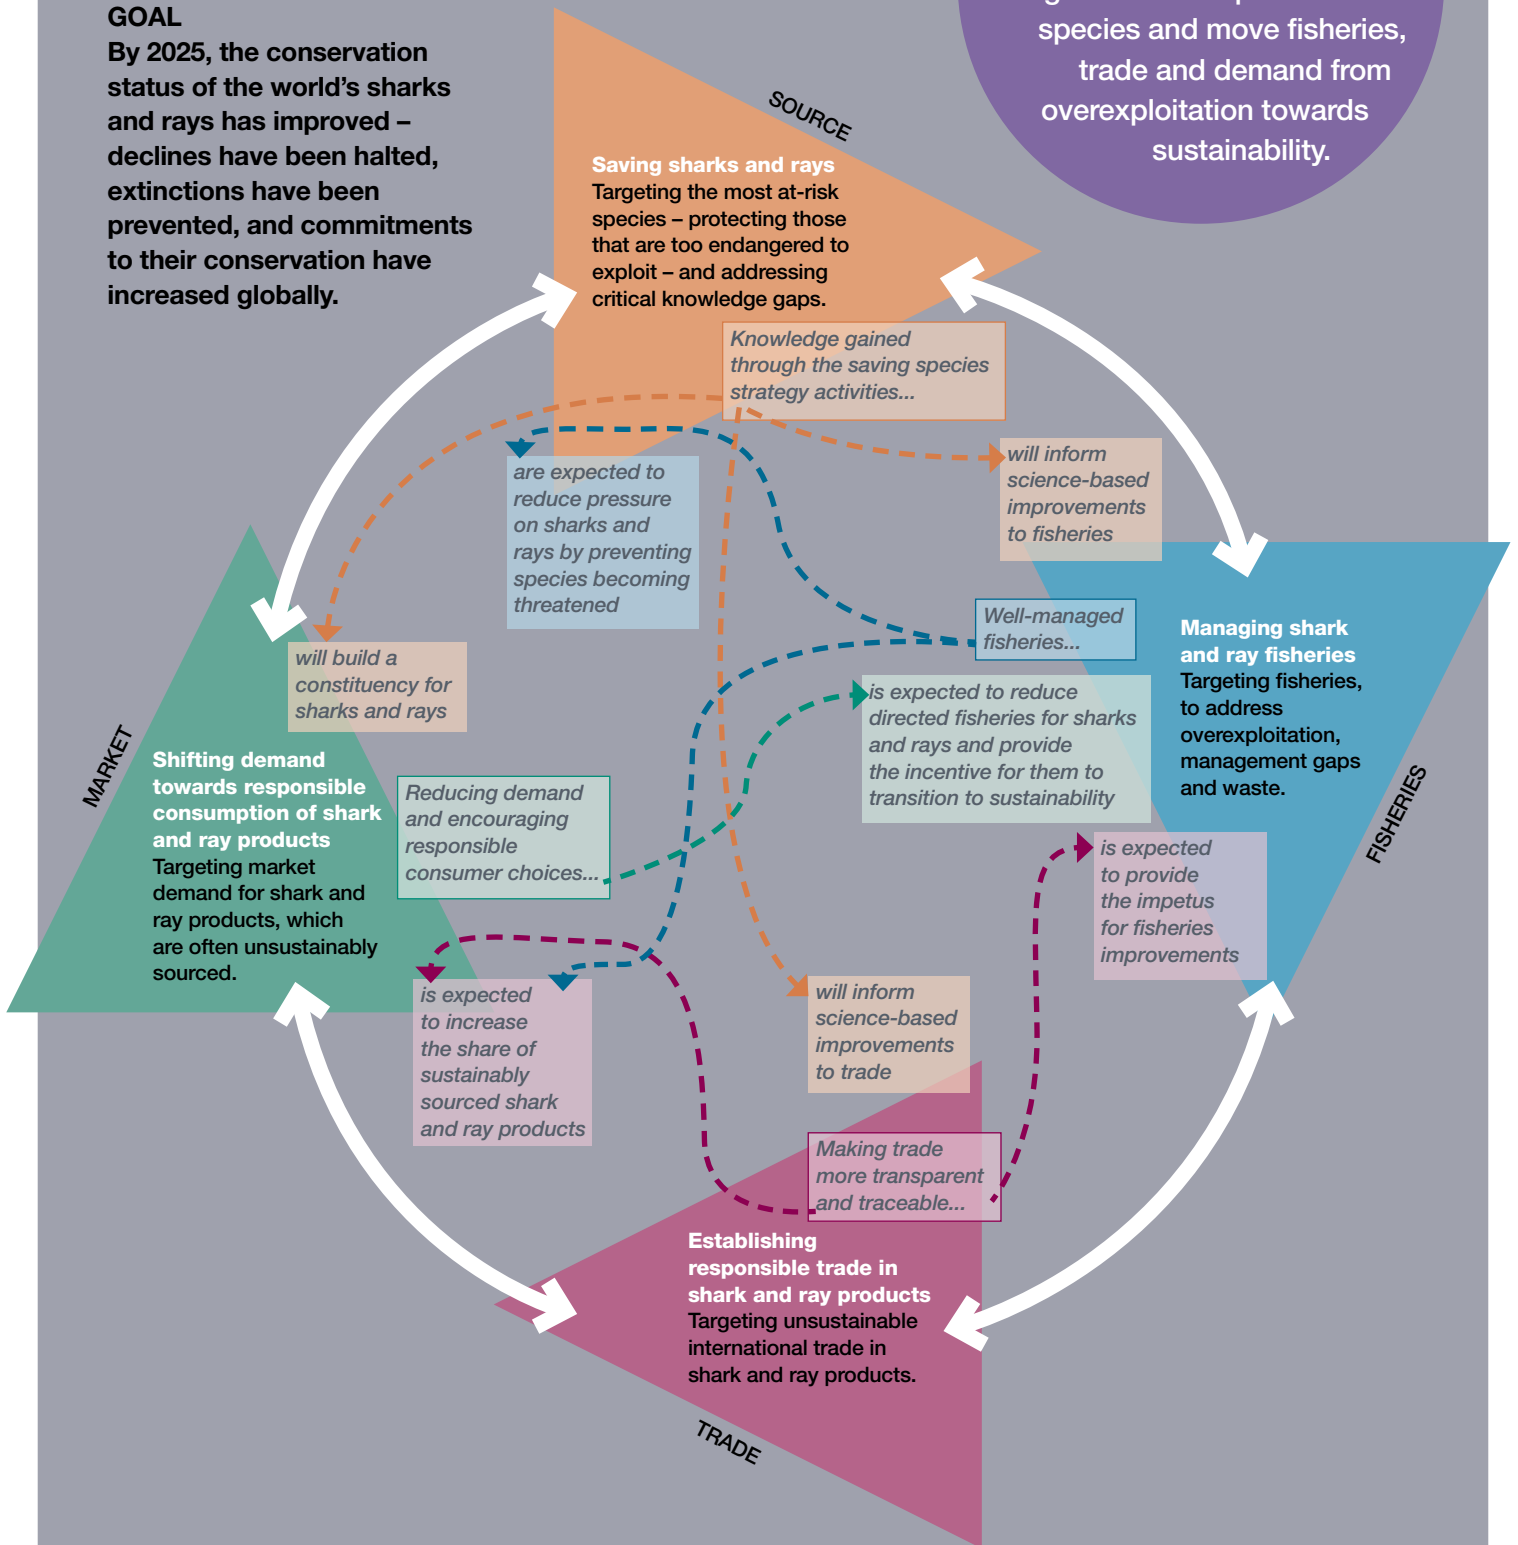 GOAL
By 2025, the conservation
status of the world's sharks
and rays has improved –
declines have been halted,
extinctions have been
prevented, and commitments
to their conservation have
increased globally.
species and move fisheries,
trade and demand from
overexploitation towards
sustainability.
SOURCE
Saving sharks and rays
Targeting the most at-risk
species – protecting those
that are too endangered to
exploit – and addressing
critical knowledge gaps.
Knowledge gained
through the saving species
strategy activities...
will inform
science-based
improvements
to fisheries
are expected to
reduce pressure
on sharks and
rays by preventing
species becoming
threatened
Well-managed
fisheries...
Managing shark
and ray fisheries
Targeting fisheries,
to address
overexploitation,
management gaps
and waste.
FISHERIES
will build a
constituency for
sharks and rays
MARKET
Shifting demand
towards responsible
consumption of shark
and ray products
Targeting market
demand for shark and
ray products, which
are often unsustainably
sourced.
Reducing demand
and encouraging
responsible
consumer choices...
is expected to reduce
directed fisheries for sharks
and rays and provide
the incentive for them to
transition to sustainability
is expected
to provide
the impetus
for fisheries
improvements
is expected
to increase
the share of
sustainably
sourced shark
and ray products
will inform
science-based
improvements
to trade
Making trade
more transparent
and traceable...
Establishing
responsible trade in
shark and ray products
Targeting unsustainable
international trade in
shark and ray products.
TRADE